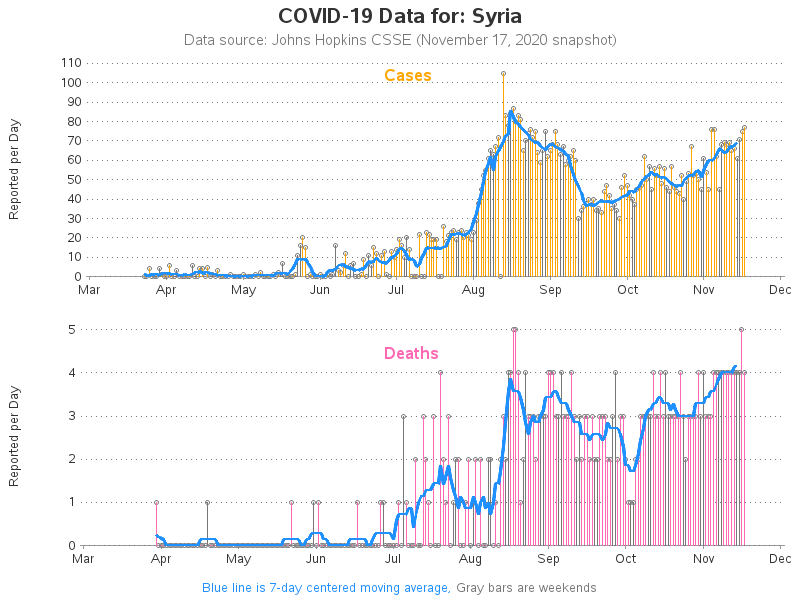 COVID-19 Data for: Syria
Data source: Johns Hopkins CSSE (November 17, 2020 snapshot)
Cases
Reported per Day
110
100
90
80
70
60
50
40
30
20
10
0
Mar Apr May Jun Jul Aug Sep Oct Nov Dec
Deaths
Reported per Day
5
4
3
2
1
0
Mar Apr May Jun Jul Aug Sep Oct Nov Dec
Blue line is 7-day centered moving average, Gray bars are weekends